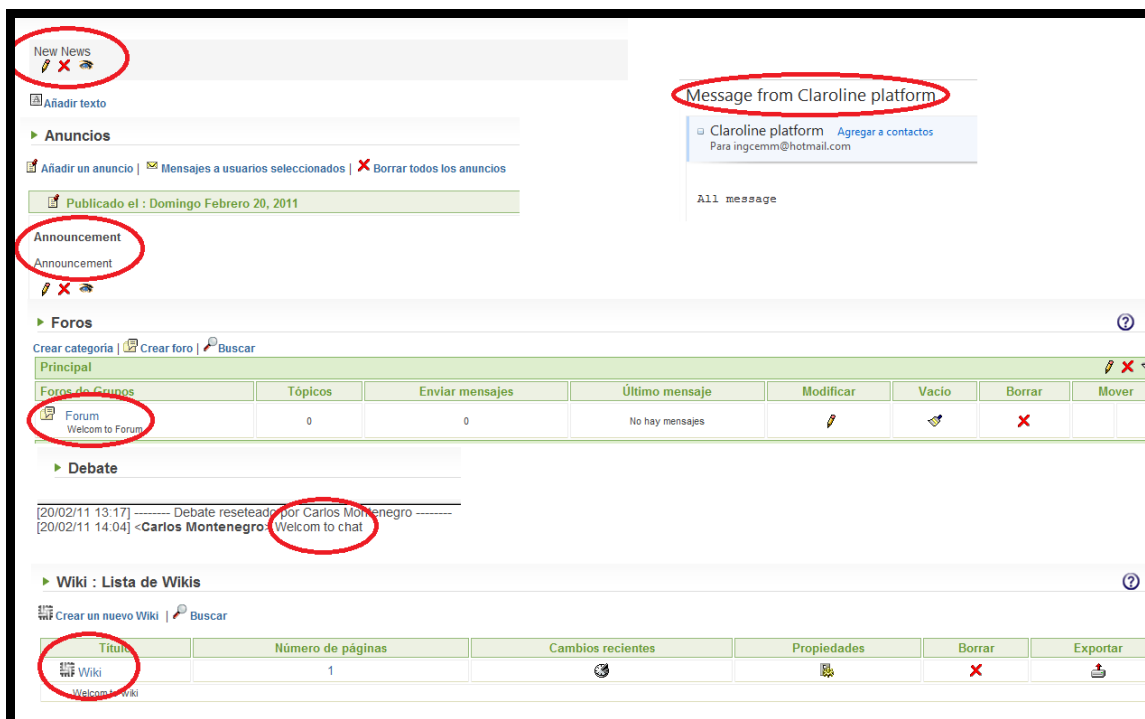 New News
Añadir texto
Anuncios
Añadir un anuncio | Mensajes a usuarios seleccionados | Borrar todos los anuncios
Publicado el : Domingo Febrero 20, 2011
Announcement
Announcement
Message from Claroline platform
Claroline platform Agregar a contactos
Para ingcemm@hotmail.com
All message
Foros
Crear categoría | Crear foro | Buscar
Principal
Foros de Grupos Tòpicos Enviar mensajes Último mensaje Modificar Vacío Borrar Mover
Forum 0 0 No hay mensajes
Welcom to Forum
Debate
[20/02/11 13:17] -------- Debate reseteado por Carlos Montenegro --------
[20/02/11 14:04] <Carlos Montenegro> Welcom to chat
Wiki : Lista de Wikis
Crear un nuevo Wiki | Buscar
Título Número de páginas Cambios recientes Propiedades Borrar Exportar
Wiki 1
Welcom to Wiki